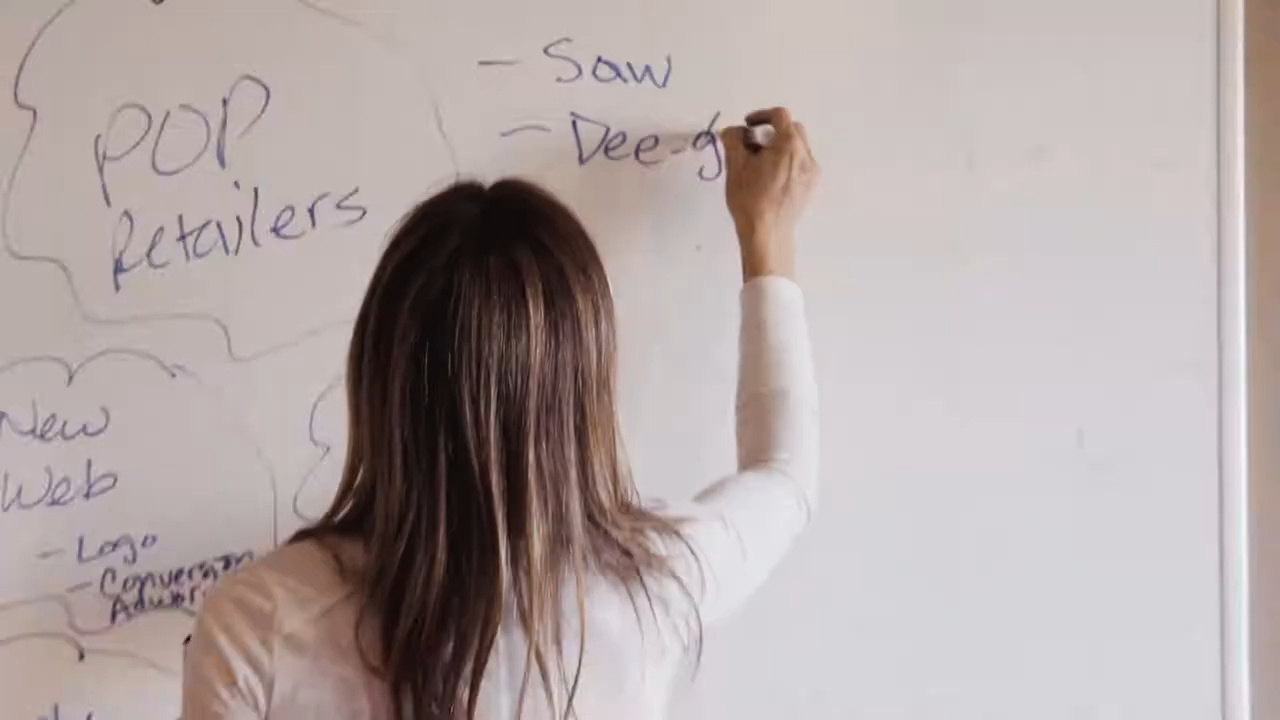 POP
Retailers
- Saw
- Dee-g
New
Web
- Logo
- Conversion